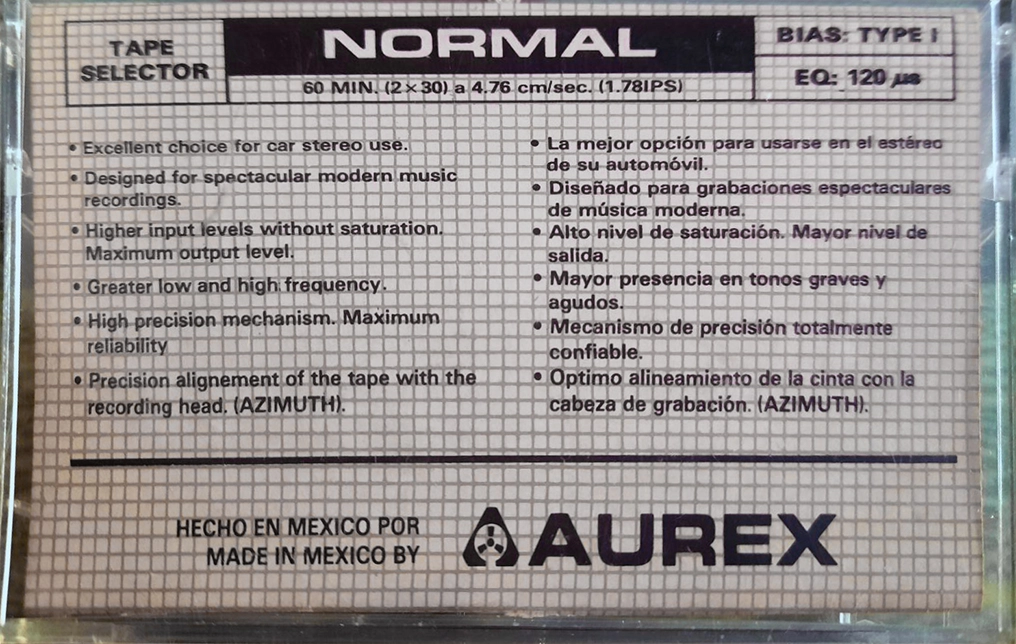 TAPE SELECTOR
NORMAL
60 MIN. (2×30) a 4.76 cm/sec. (1.78IPS)
BIAS: TYPE I
EQ: 120 µs
• Excellent choice for car stereo use.
• Designed for spectacular modern music
recordings.
• Higher input levels without saturation.
Maximum output level.
• Greater low and high frequency.
• High precision mechanism. Maximum
reliability
• Precision alignement of the tape with the
recording head. (AZIMUTH).
• La mejor opción para usarse en el estéreo
de su automóvil.
• Diseñado para grabaciones espectaculares
de música moderna.
• Alto nivel de saturación. Mayor nivel de
salida.
• Mayor presencia en tonos graves y
agudos.
• Mecanismo de precisión totalmente
confiable.
• Optimo alineamiento de la cinta con la
cabeza de grabación. (AZIMUTH).
HECHO EN MEXICO POR
MADE IN MEXICO BY
AUREX